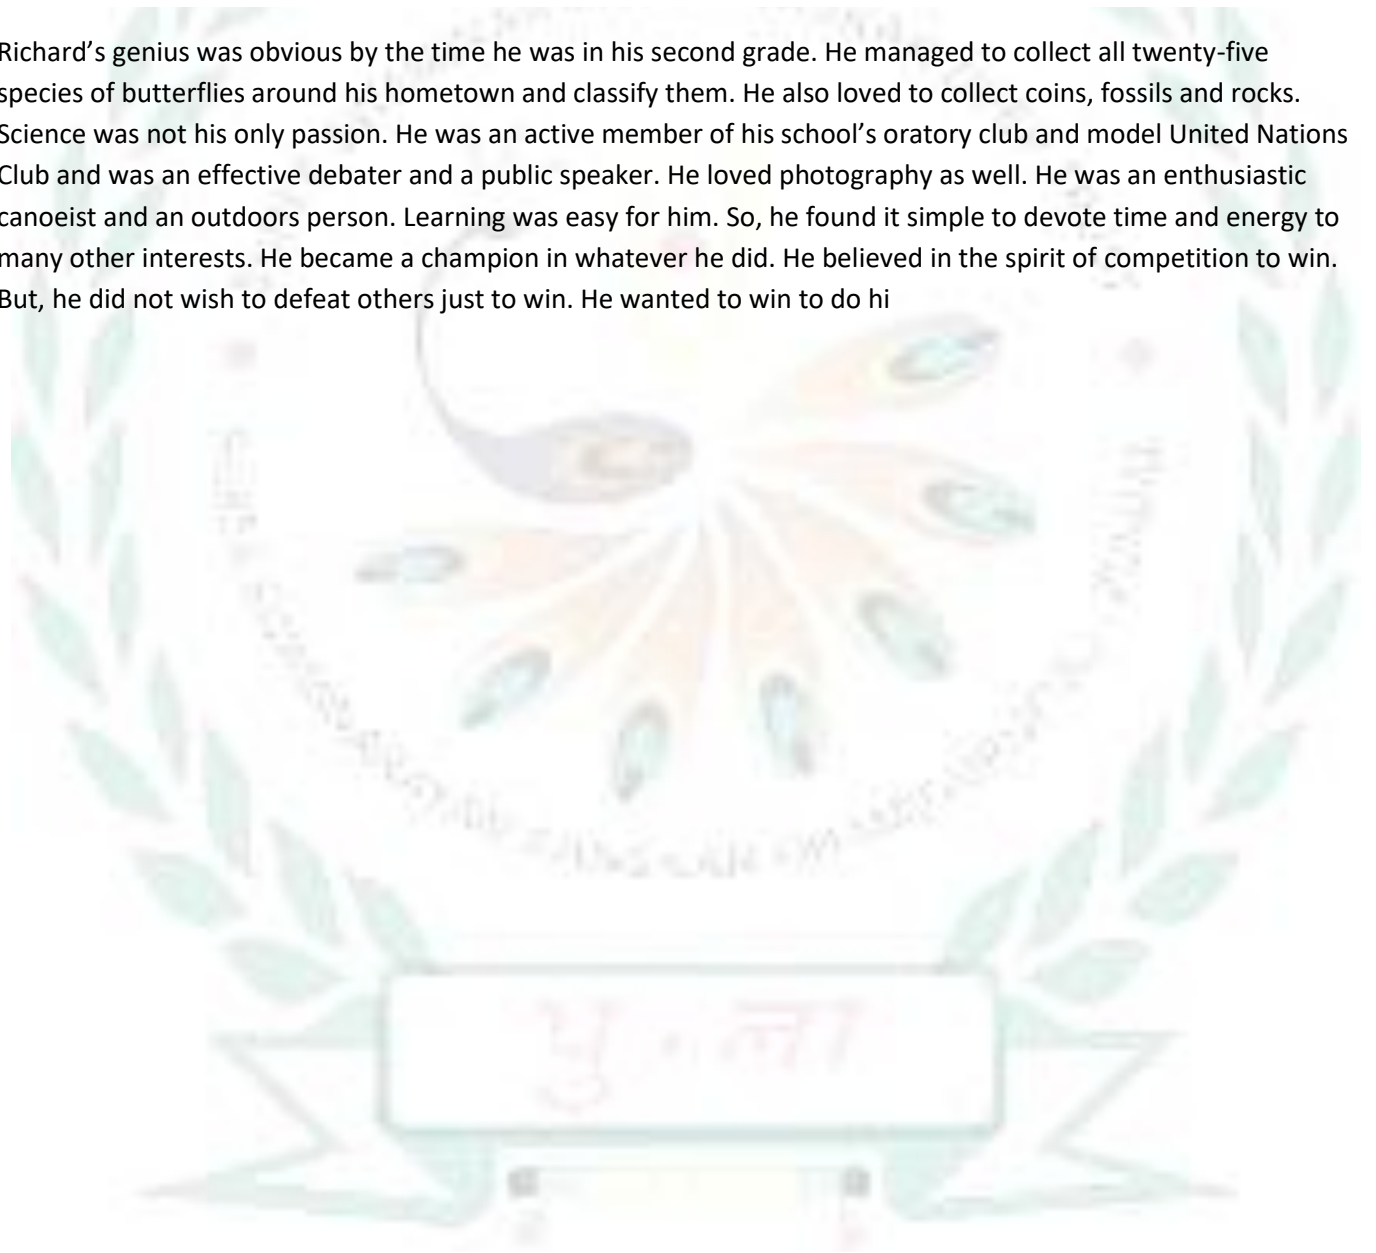 Richard’s genius was obvious by the time he was in his second grade. He managed to collect all twenty-five
species of butterflies around his hometown and classify them. He also loved to collect coins, fossils and rocks.
Science was not his only passion. He was an active member of his school’s oratory club and model United Nations
Club and was an effective debater and a public speaker. He loved photography as well. He was an enthusiastic
canoeist and an outdoors person. Learning was easy for him. So, he found it simple to devote time and energy to
many other interests. He became a champion in whatever he did. He believed in the spirit of competition to win.
But, he did not wish to defeat others just to win. He wanted to win to do hi
पु॰ना